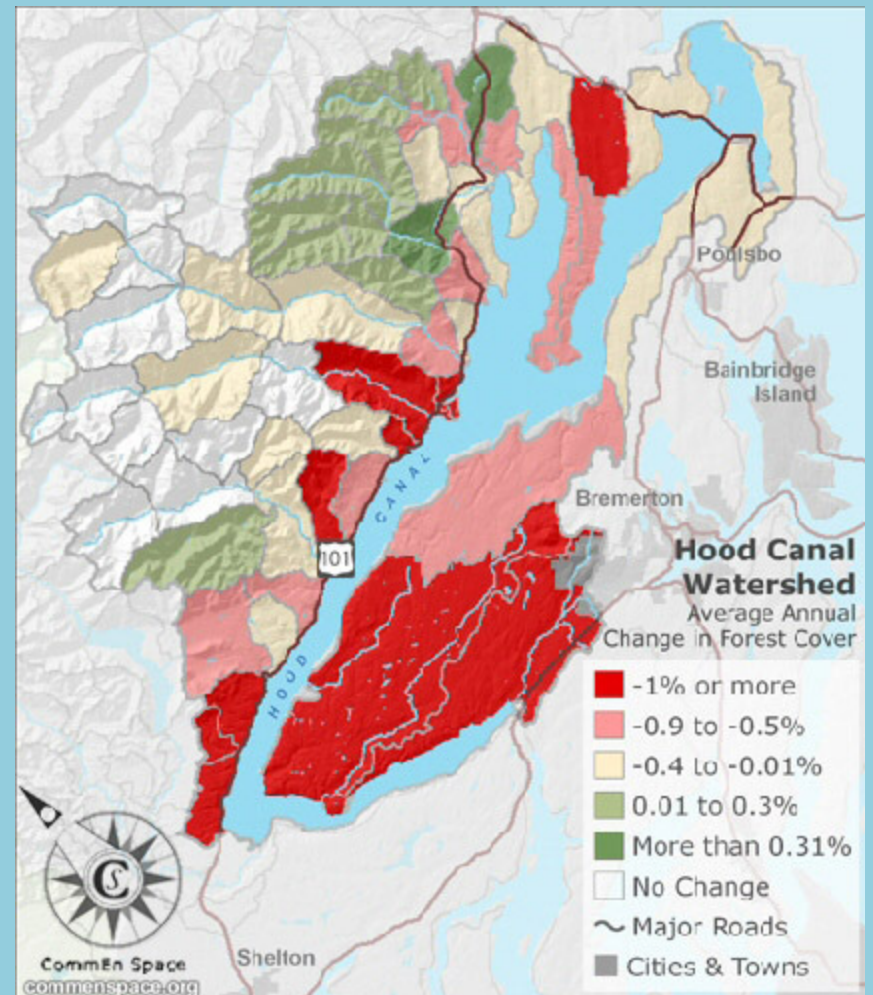 Poulsbo
Bainbridge
Island
CANAL
Bremerton
101
Hood Canal
Watershed
Average Annual
Change in Forest Cover
-1% or more
-0.9 to -0.5%
-0.4 to -0.01%
0.01 to 0.3%
More than 0.31%
No Change
Major Roads
Cities & Towns
HOOD
CS
CommEn Space
commenspace.org
Shelton